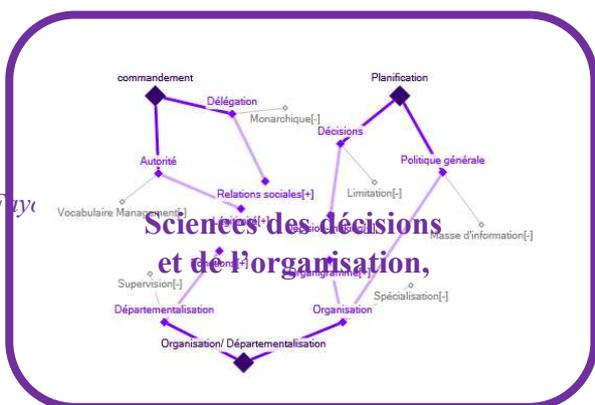 commandement
Planification
Délégation
Monarchique[-]
Décisions
Autorité
Politique générale
Limitation[-]
Relations sociales[+]
Vocabulaire Management[-]
Sciences des décisions
Masse d'information[-]
et de l'organisation,
Supervision[-]
Spécialisation[-]
Départementalisation
Organisation
Organisation/ Départementalisation